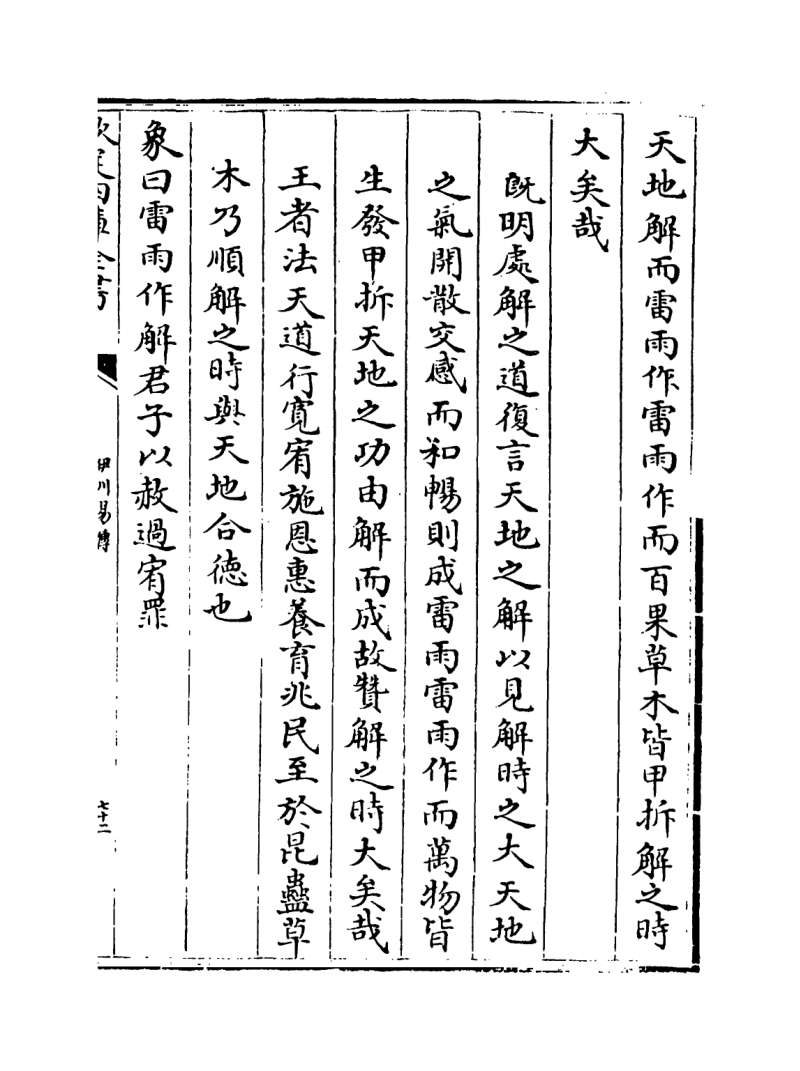 天地解而雷雨作雷雨作而百果草木皆甲拆解之時
大矣哉
既明處解之道復言天地之解以見解時之大天地
之氣開散交感而和暢則成雷雨雷雨作而萬物皆
生發甲拆天地之功由解而成故贊解之時大矣哉
王者法天道行寬宥施恩惠養育兆民至於昆蟲草
木乃順解之時與天地合德也
象曰雷雨作解君子以赦過宥罪
欽定四庫全書
伊川易傳
七十二